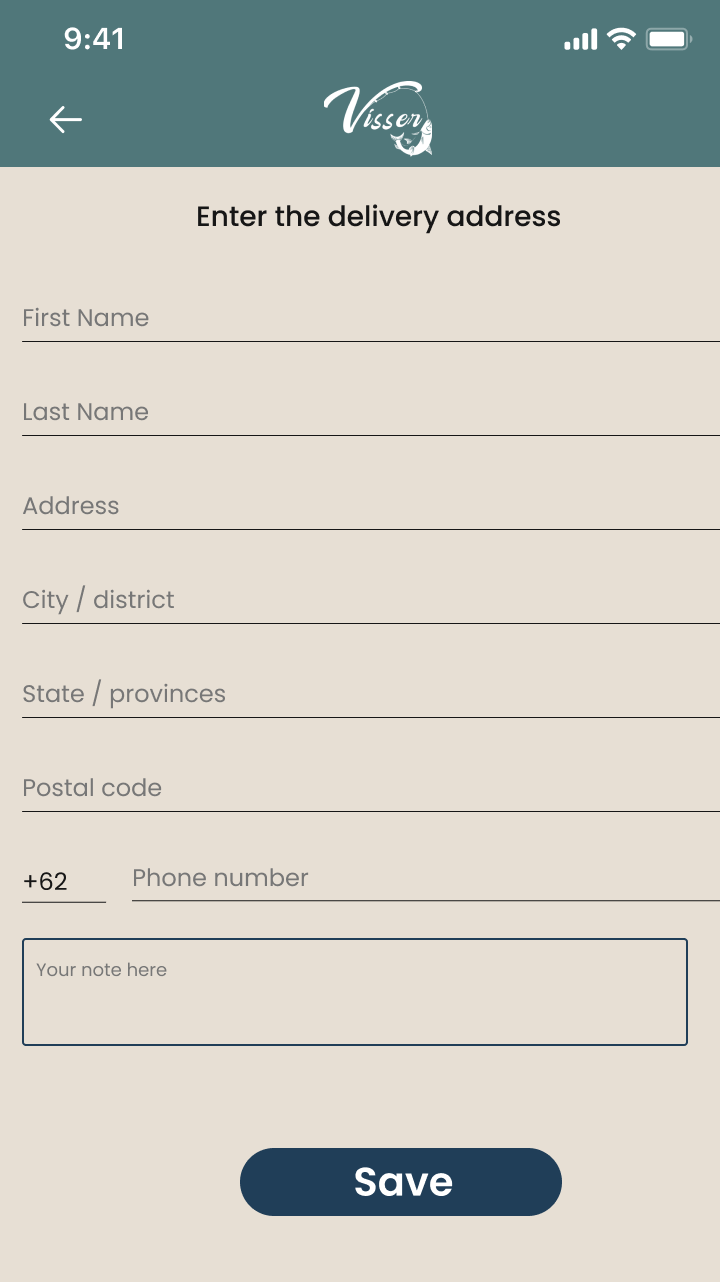 9:41
Visser
Enter the delivery address
First Name
Last Name
Address
City / district
State / provinces
Postal code
+62 Phone number
Your note here
Save